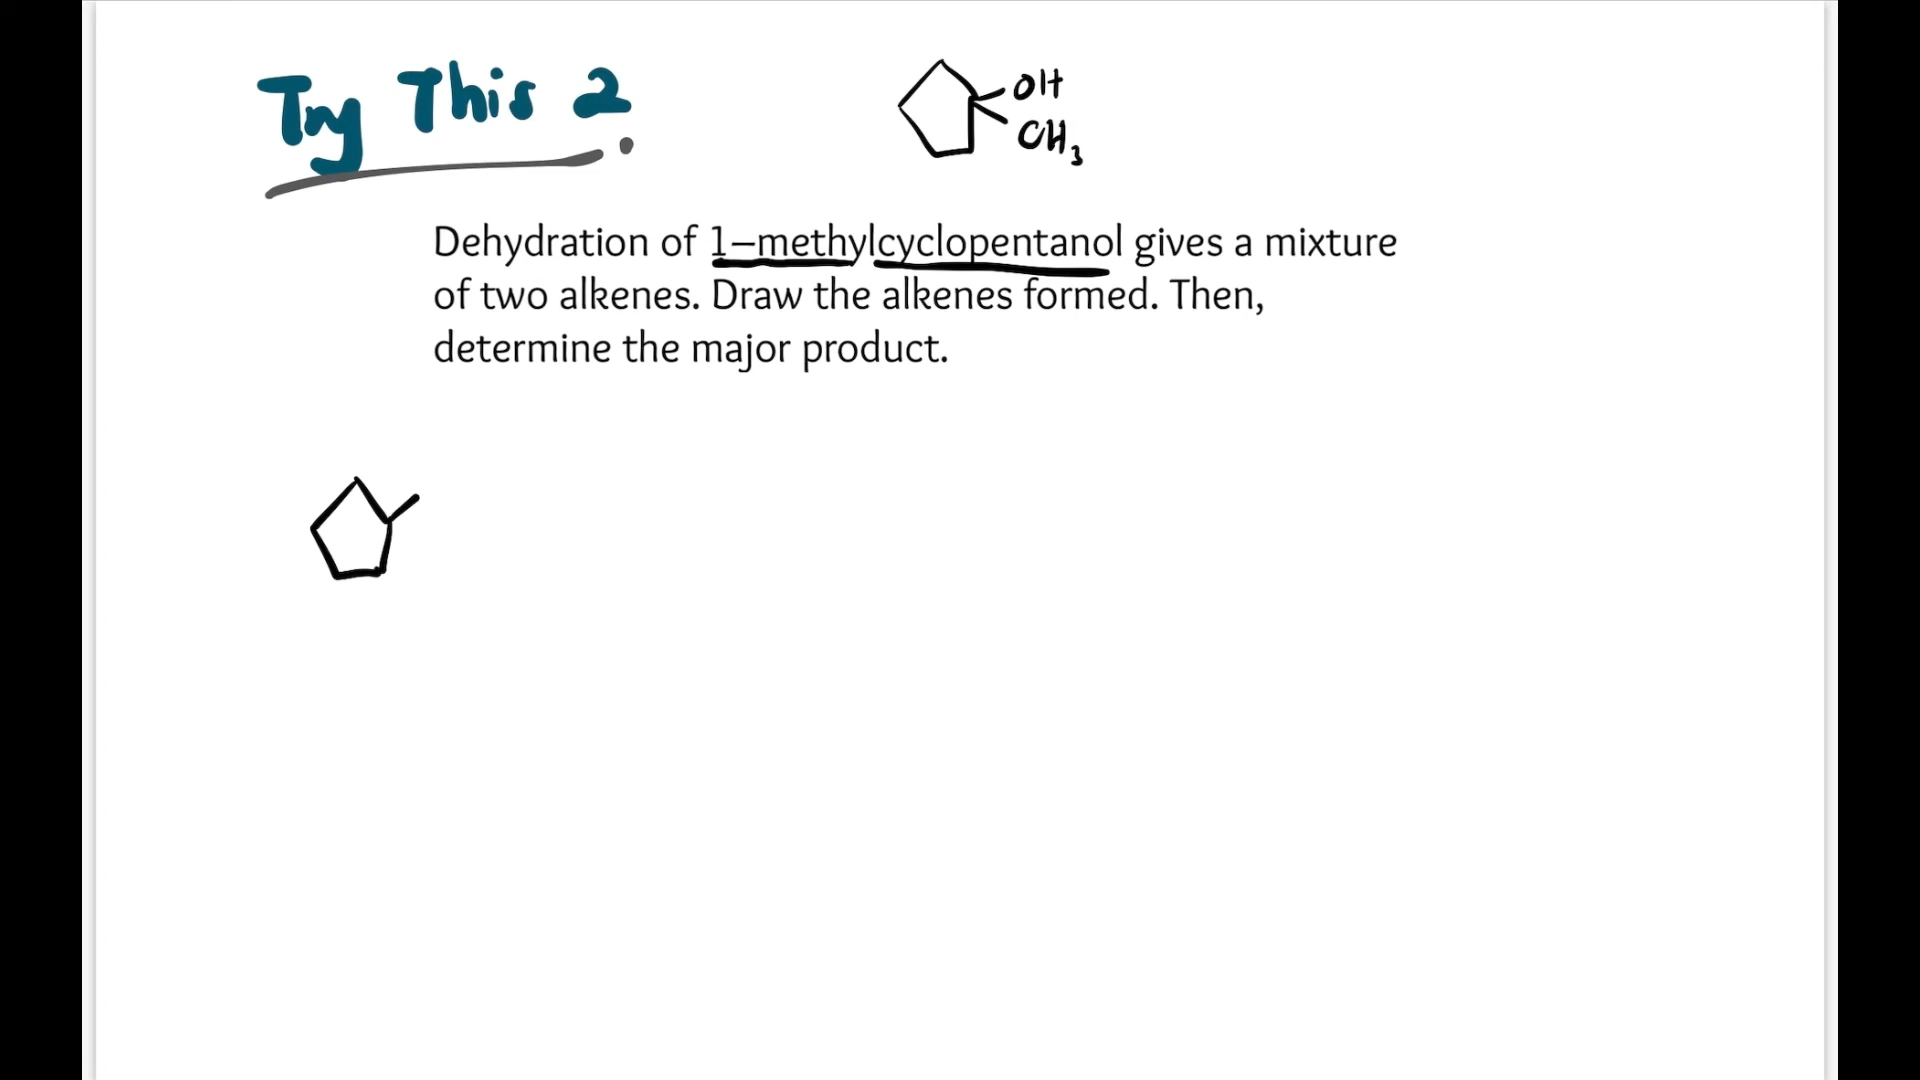 Try This 2.
OH
CH₃
Dehydration of 1–methylcyclopentanol gives a mixture
of two alkenes. Draw the alkenes formed. Then,
determine the major product.